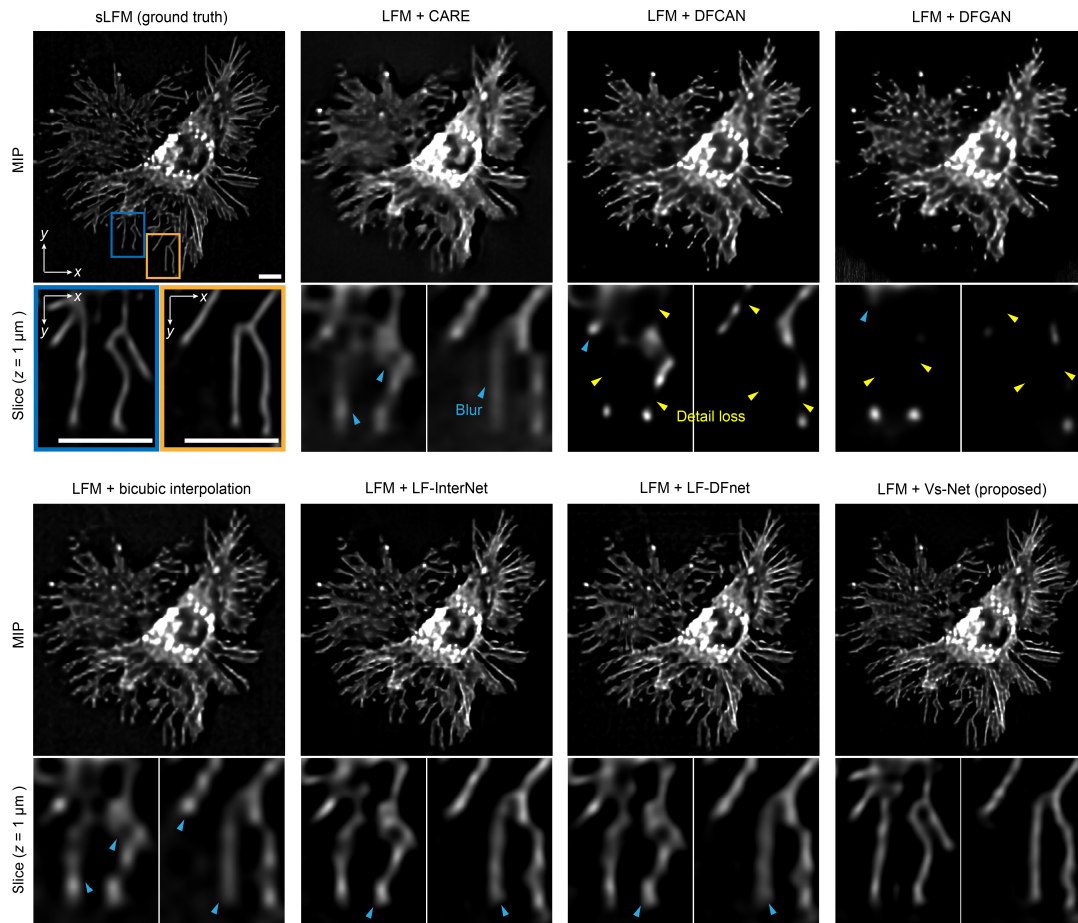 sLFM (ground truth)
LFM + CARE
LFM + DFCAN
LFM + DFGAN
MIP
y
x
Slice (z = 1 μm)
x
y
x
y
Blur
Detail loss
LFM + bicubic interpolation
LFM + LF-InterNet
LFM + LF-DFnet
LFM + Vs-Net (proposed)
MIP
Slice (z = 1 μm)